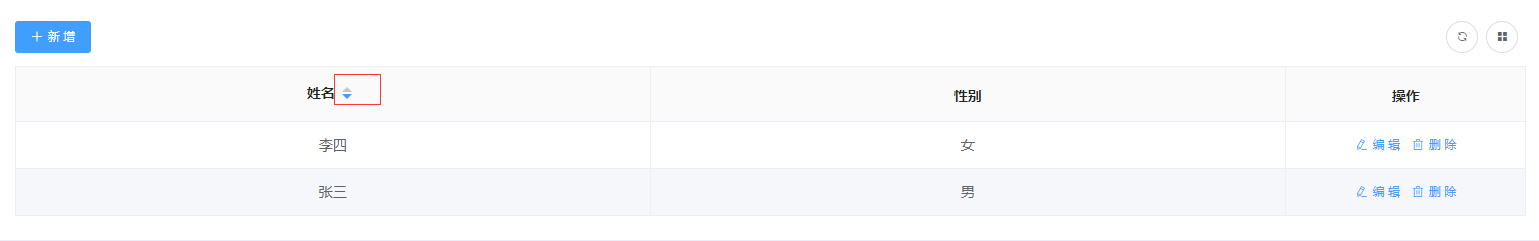 新增
姓名 性别 操作
李四 女 编辑 删除
张三 男 编辑 删除